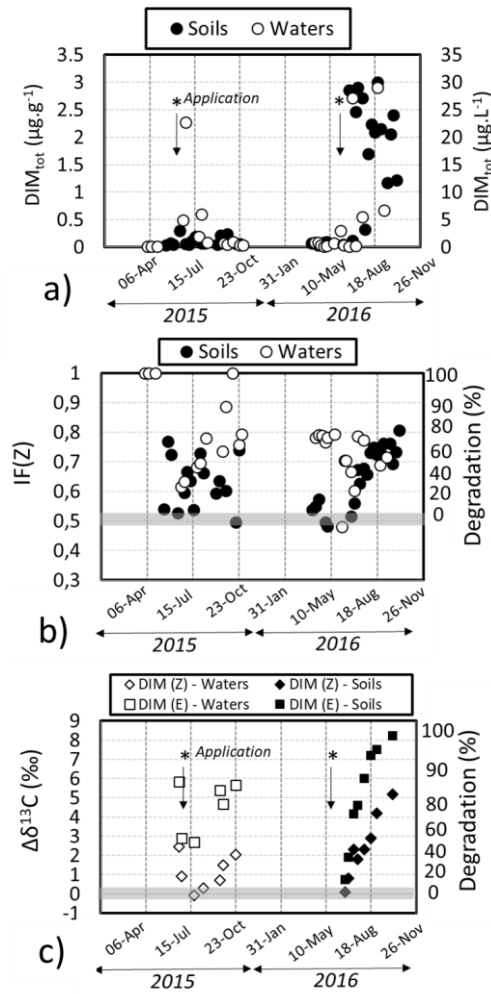 Soils Waters
3.5 35
3 30
2.5 25
2 20
1.5 15
1 10
0.5 5
0 0
DIMtot (µg.g-1)
DIMtot (µg.L-1)
* Application *
06-Apr 15-Jul 23-Oct 31-Jan 10-May 18-Aug 26-Nov
2015 2016
a)
Soils Waters
1 100
0,9 80
0,8 60
0,7 40
0,6 20
0,5 0
0,4
0,3
IF(Z)
Degradation (%)
06-Apr 15-Jul 23-Oct 31-Jan 10-May 18-Aug 26-Nov
2015 2016
b)
DIM (Z) - Waters DIM (Z) - Soils
DIM (E) - Waters DIM (E) - Soils
9 100
8
7 90
6
5
4 80
3 60
2 40
1 20
0 0
-1
Δδ13C (‰)
Degradation (%)
* Application *
06-Apr 15-Jul 23-Oct 31-Jan 10-May 18-Aug 26-Nov
2015 2016
c)